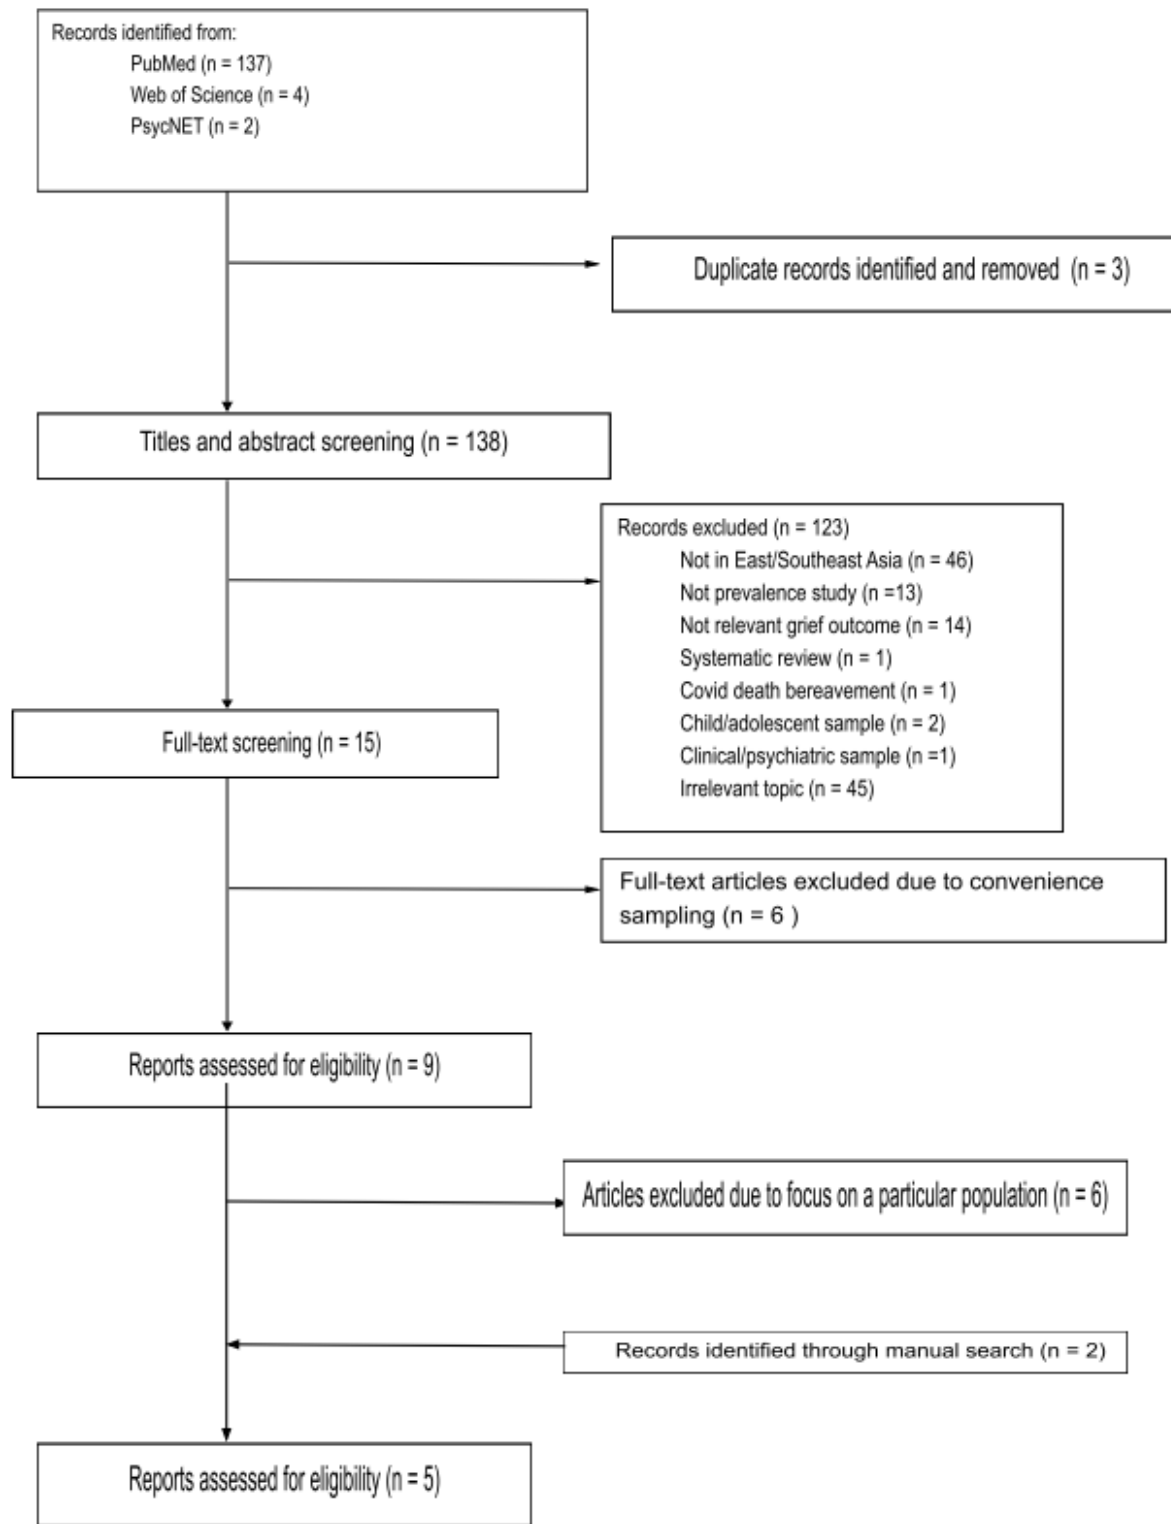 Records identified from:
PubMed (n = 137)
Web of Science (n = 4)
PsycNET (n = 2)
Duplicate records identified and removed (n = 3)
Titles and abstract screening (n = 138)
Records excluded (n = 123)
Not in East/Southeast Asia (n = 46)
Not prevalence study (n =13)
Not relevant grief outcome (n = 14)
Systematic review (n = 1)
Covid death bereavement (n = 1)
Child/adolescent sample (n = 2)
Clinical/psychiatric sample (n =1)
Irrelevant topic (n = 45)
Full-text screening (n = 15)
Full-text articles excluded due to convenience
sampling (n = 6 )
Reports assessed for eligibility (n = 9)
Articles excluded due to focus on a particular population (n = 6)
Records identified through manual search (n = 2)
Reports assessed for eligibility (n = 5)